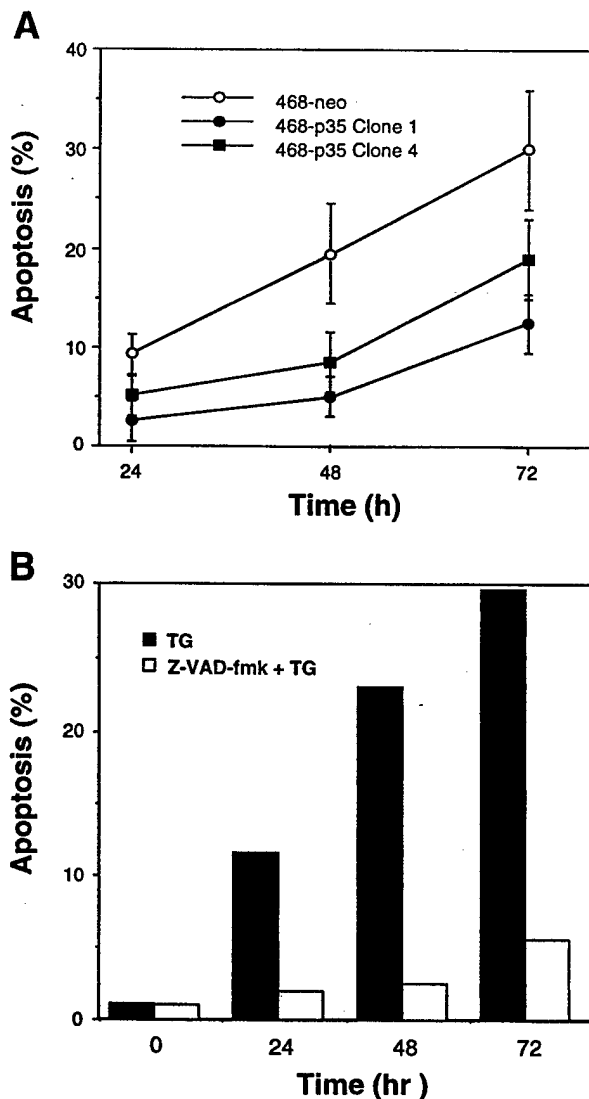 A
40
30
20
10
0
Apoptosis (%)
468-neo
468-p35 Clone 1
468-p35 Clone 4
24 48 72
Time (h)
B
30
20
10
0
Apoptosis (%)
TG
Z-VAD-fmk + TG
0 24 48 72
Time (hr )